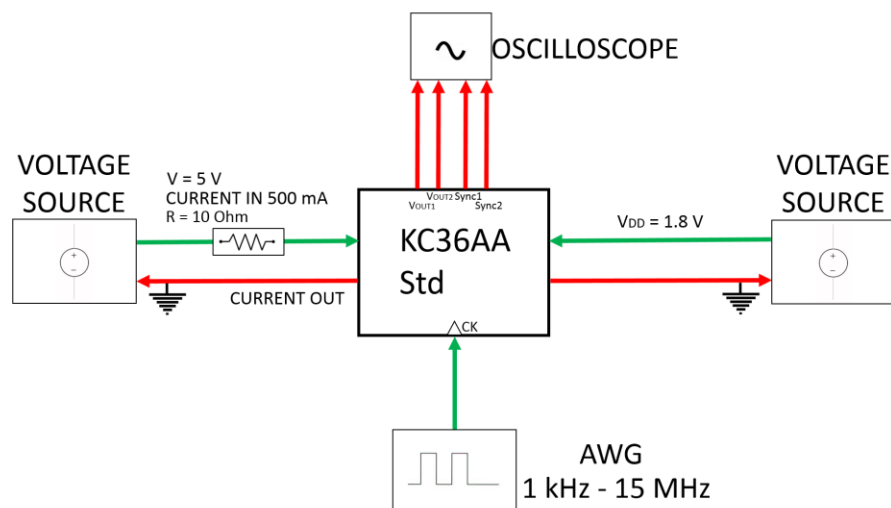 OSCILLOSCOPE
VOLTAGE
SOURCE
V = 5 V
CURRENT IN 500 mA
R = 10 Ohm
CURRENT OUT
VOUT1
VOUT2 Sync1
Sync2
KC36AA
Std
CK
VDD = 1.8 V
VOLTAGE
SOURCE
AWG
1 kHz - 15 MHz